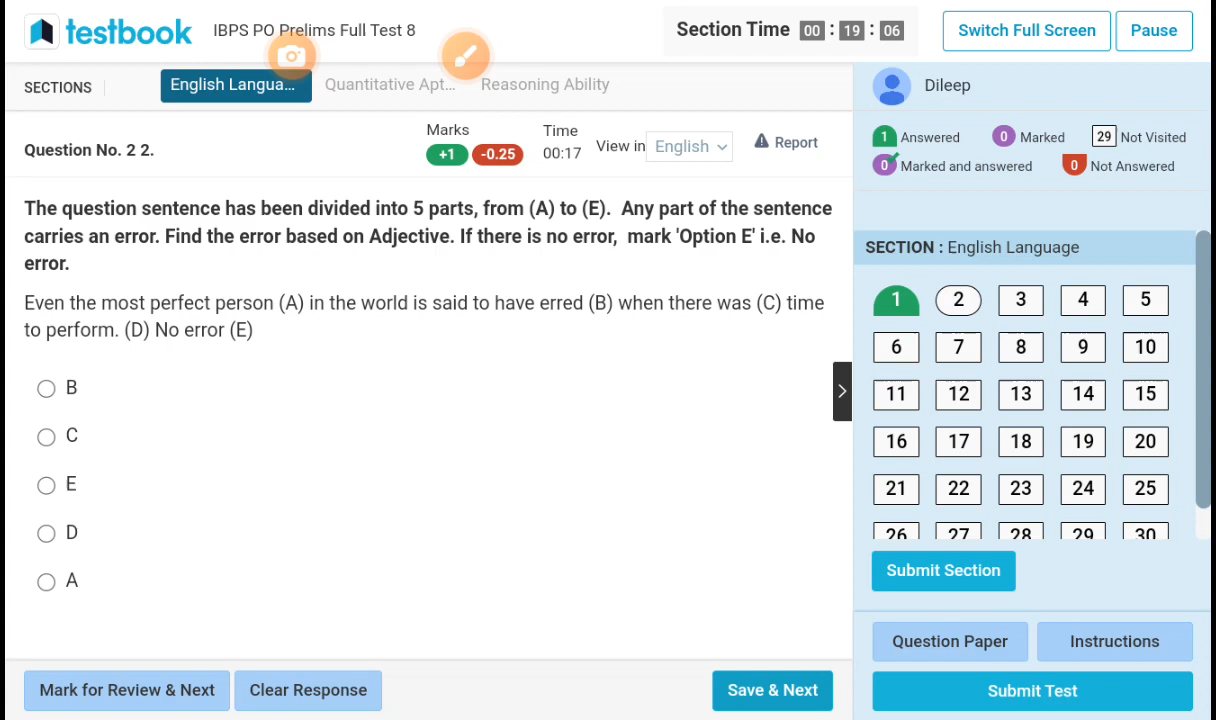 testbook
IBPS PO Prelims Full Test 8
Section Time 00 : 19 : 06
Switch Full Screen
Pause
SECTIONS
English Langua...
Quantitative Apt...
Reasoning Ability
Dileep
Question No. 2 2.
Marks
+1 -0.25
Time
00:17
View in English
Report
1 Answered
0 Marked
29 Not Visited
0 Marked and answered
0 Not Answered
The question sentence has been divided into 5 parts, from (A) to (E). Any part of the sentence
carries an error. Find the error based on Adjective. If there is no error, mark 'Option E' i.e. No
error.
Even the most perfect person (A) in the world is said to have erred (B) when there was (C) time
to perform. (D) No error (E)
B
C
E
D
A
SECTION : English Language
1 2 3 4 5
6 7 8 9 10
11 12 13 14 15
16 17 18 19 20
21 22 23 24 25
26 27 28 29 30
Submit Section
Question Paper
Instructions
Mark for Review & Next
Clear Response
Save & Next
Submit Test